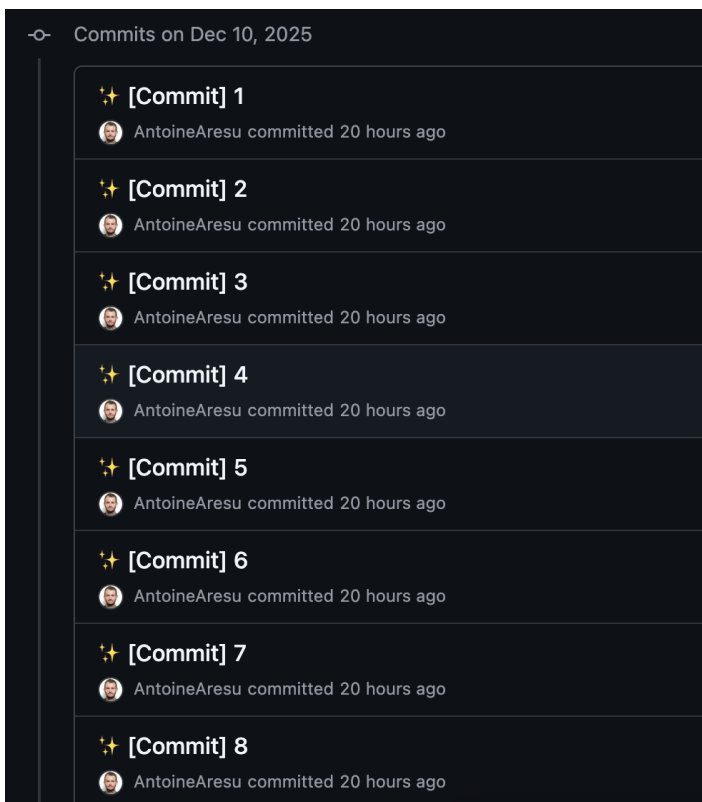 Commits on Dec 10, 2025
✨ [Commit] 1
AntoineAresu committed 20 hours ago
✨ [Commit] 2
AntoineAresu committed 20 hours ago
✨ [Commit] 3
AntoineAresu committed 20 hours ago
✨ [Commit] 4
AntoineAresu committed 20 hours ago
✨ [Commit] 5
AntoineAresu committed 20 hours ago
✨ [Commit] 6
AntoineAresu committed 20 hours ago
✨ [Commit] 7
AntoineAresu committed 20 hours ago
✨ [Commit] 8
AntoineAresu committed 20 hours ago